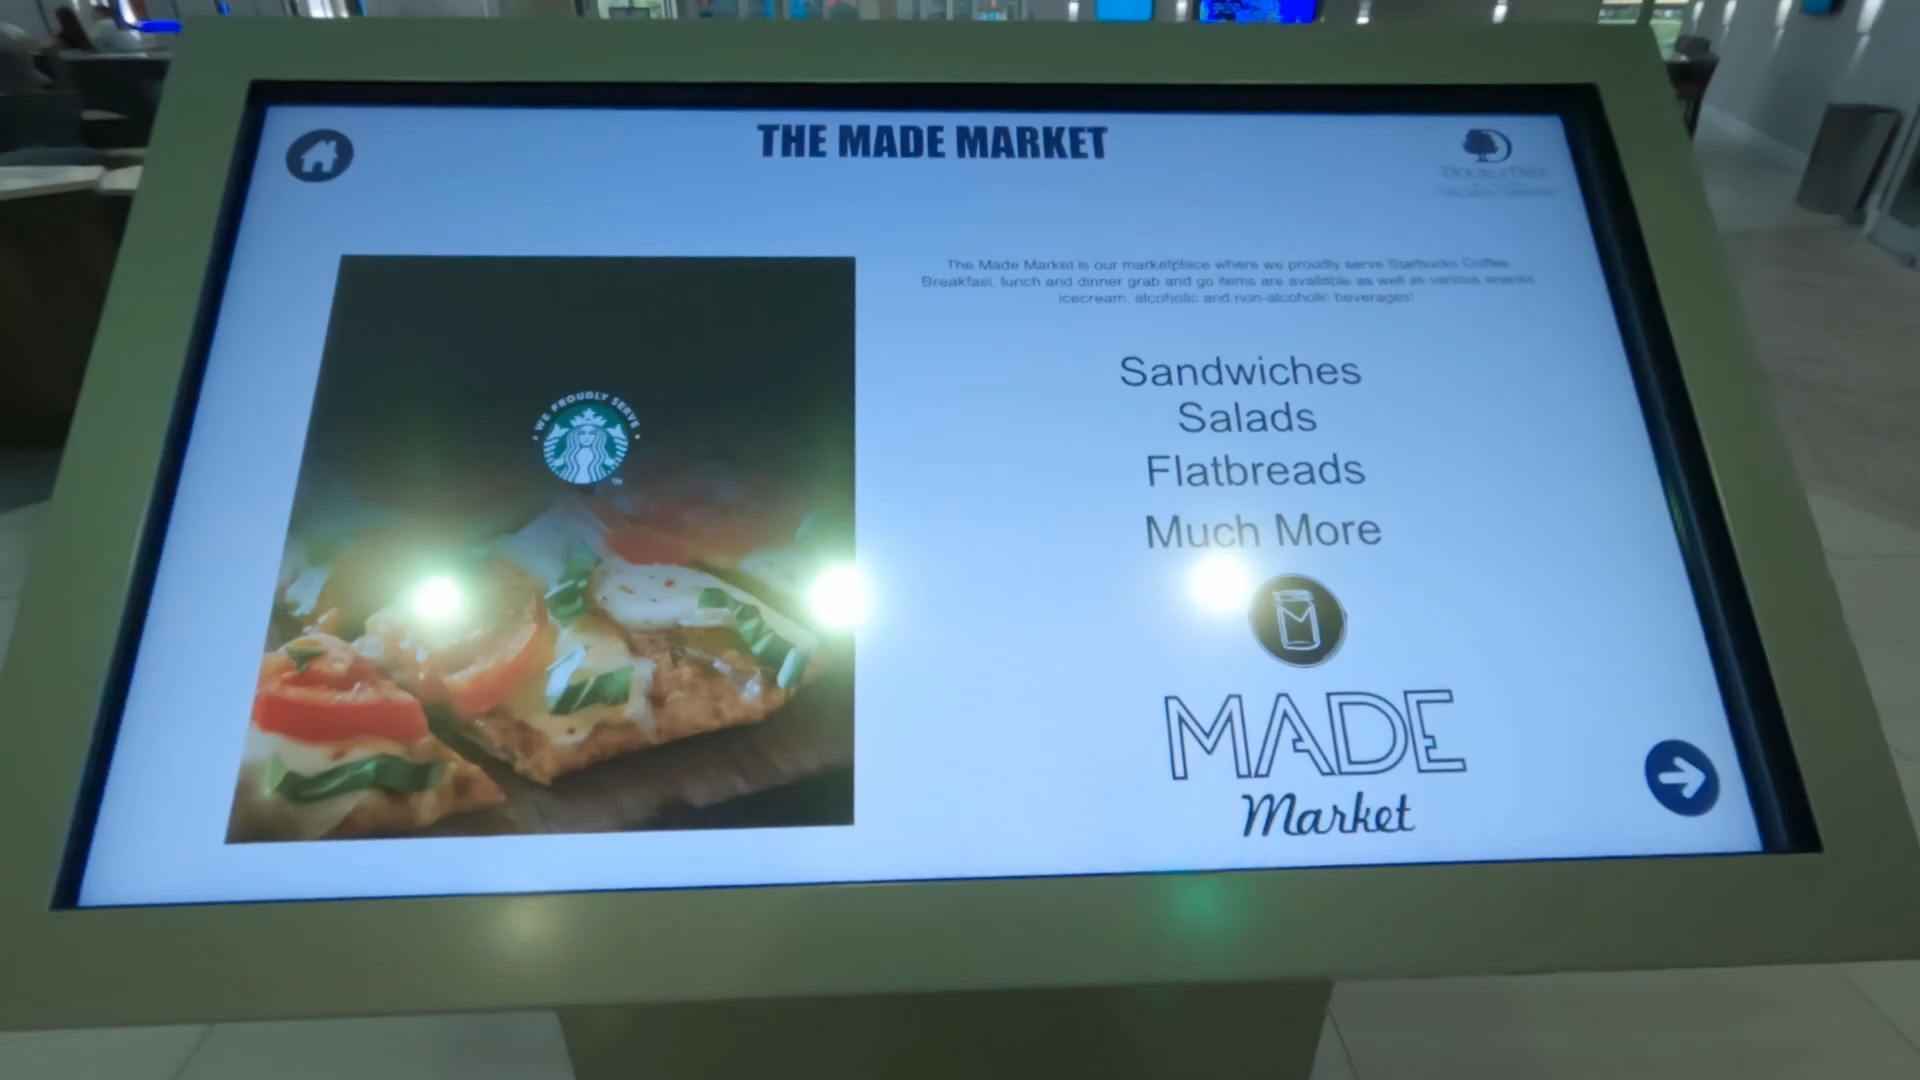 THE MADE MARKET
DOUBLETREE
The Made Market is our marketplace where we proudly serve Starbucks Coffee
Breakfast, lunch and dinner grab and go items are available as well as various snacks
icecream, alcoholic and non-alcoholic beverages!
WE PROUDLY SERVE
TM
Sandwiches
Salads
Flatbreads
Much More
M
MADE
Market